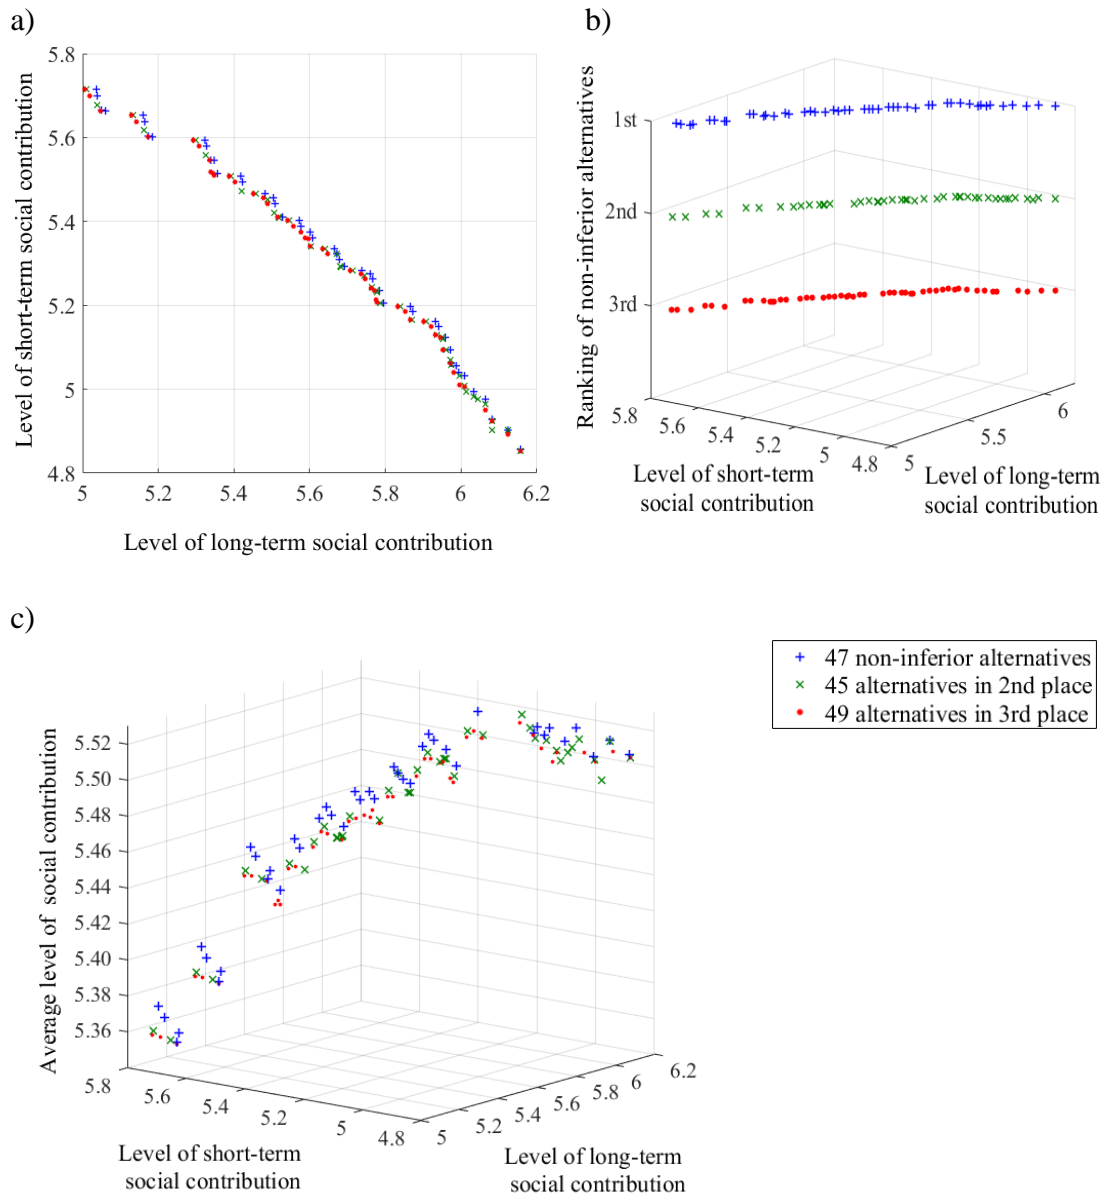 a)
5.8
5.6
5.4
5.2
5
4.8
Level of short-term social contribution
5
5.2
5.4
5.6
5.8
6
6.2
Level of long-term social contribution
b)
Ranking of non-inferior alternatives
1st
2nd
3rd
5.8
5.6
5.4
5.2
5
4.8
5
5.5
6
Level of short-term
social contribution
Level of long-term
social contribution
c)
47 non-inferior alternatives
45 alternatives in 2nd place
49 alternatives in 3rd place
Average level of social contribution
5.52
5.50
5.48
5.46
5.44
5.42
5.40
5.38
5.36
5.8
5.6
5.4
5.2
5
4.8
5
5.2
5.4
5.6
5.8
6
6.2
Level of short-term
social contribution
Level of long-term
social contribution